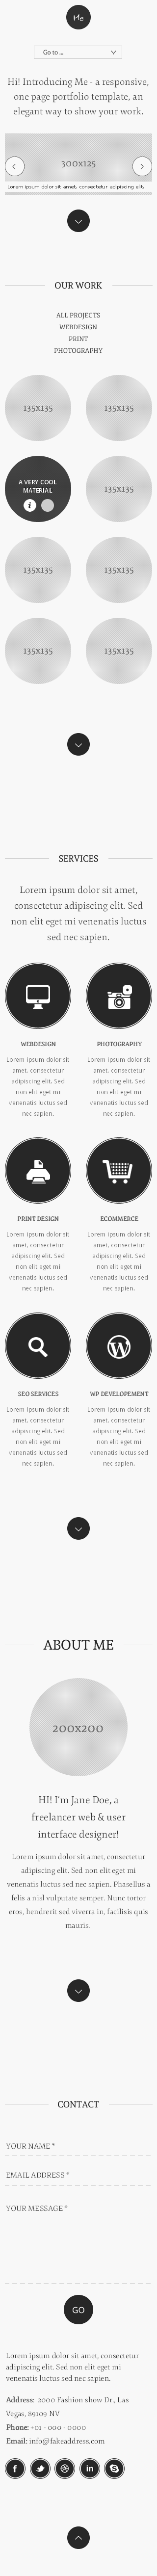 Me
Go to ...
Hi! Introducing Me - a responsive,
one page portfolio template, an
elegant way to show your work.
300x125
Lorem ipsum dolor sit amet, consectetur adipiscing elit.
OUR WORK
ALL PROJECTS
WEBDESIGN
PRINT
PHOTOGRAPHY
135x135 135x135
A VERY COOL
MATERIAL
i
135x135
135x135 135x135
135x135 135x135
SERVICES
Lorem ipsum dolor sit amet,
consectetur adipiscing elit. Sed
non elit eget mi venenatis luctus
sed nec sapien.
WEBDESIGN
Lorem ipsum dolor sit
amet, consectetur
adipiscing elit. Sed
non elit eget mi
venenatis luctus sed
nec sapien.
PHOTOGRAPHY
Lorem ipsum dolor sit
amet, consectetur
adipiscing elit. Sed
non elit eget mi
venenatis luctus sed
nec sapien.
PRINT DESIGN
Lorem ipsum dolor sit
amet, consectetur
adipiscing elit. Sed
non elit eget mi
venenatis luctus sed
nec sapien.
ECOMMERCE
Lorem ipsum dolor sit
amet, consectetur
adipiscing elit. Sed
non elit eget mi
venenatis luctus sed
nec sapien.
SEO SERVICES
Lorem ipsum dolor sit
amet, consectetur
adipiscing elit. Sed
non elit eget mi
venenatis luctus sed
nec sapien.
WP DEVELOPEMENT
Lorem ipsum dolor sit
amet, consectetur
adipiscing elit. Sed
non elit eget mi
venenatis luctus sed
nec sapien.
ABOUT ME
200x200
HI! I'm Jane Doe, a
freelancer web & user
interface designer!
Lorem ipsum dolor sit amet, consectetur
adipiscing elit. Sed non elit eget mi
venenatis luctus sed nec sapien. Phasellus a
felis a nisl vulputate semper. Nunc tortor
eros, hendrerit sed viverra in, facilisis quis
mauris.
CONTACT
YOUR NAME *
EMAIL ADDRESS *
YOUR MESSAGE *
GO
Lorem ipsum dolor sit amet, consectetur
adipiscing elit. Sed non elit eget mi
venenatis luctus sed nec sapien.
Address: 2000 Fashion show Dr., Las
Vegas, 89109 NV
Phone: +01 - 000 - 0000
Email: info@fakeaddress.com